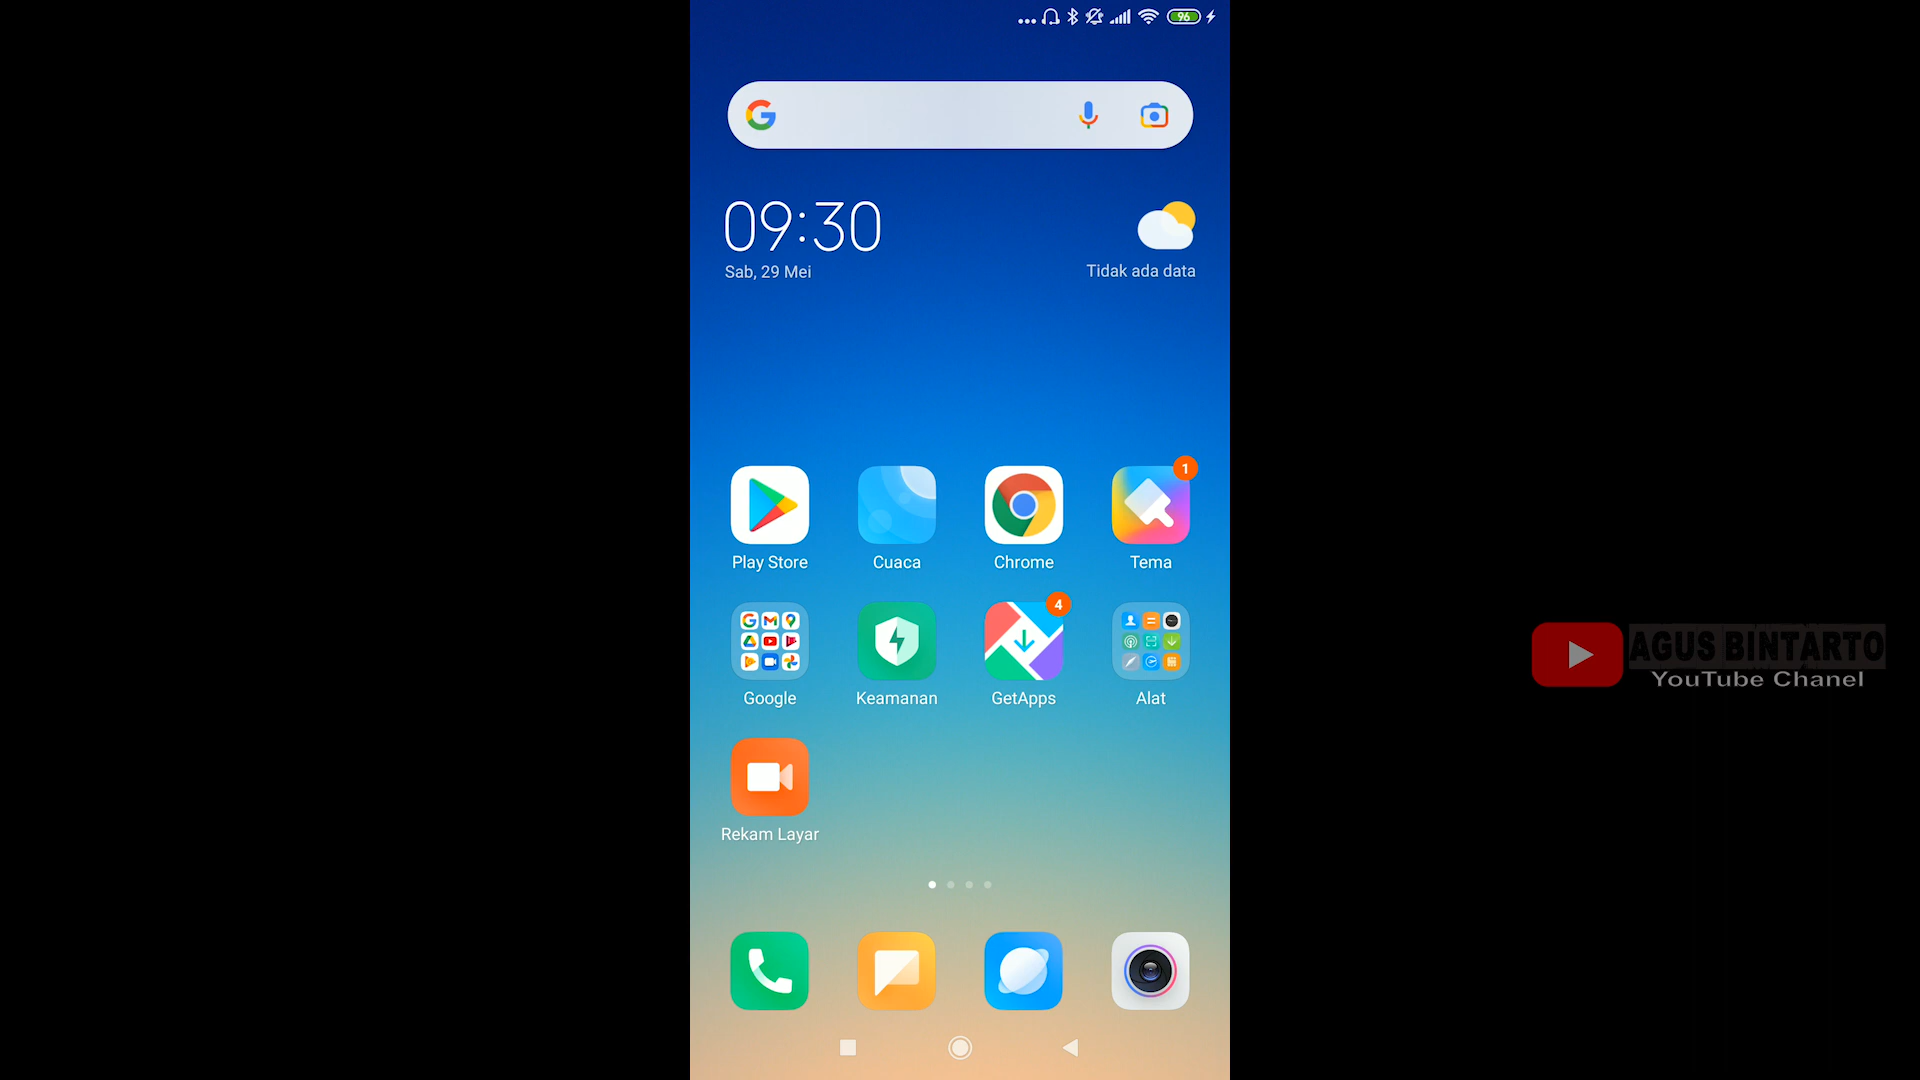 96
09:30
Sab, 29 Mei
Tidak ada data
1
Play Store
Cuaca
Chrome
Tema
4
Google
Keamanan
GetApps
Alat
Rekam Layar
AGUS BINTARTO
YouTube Chanel